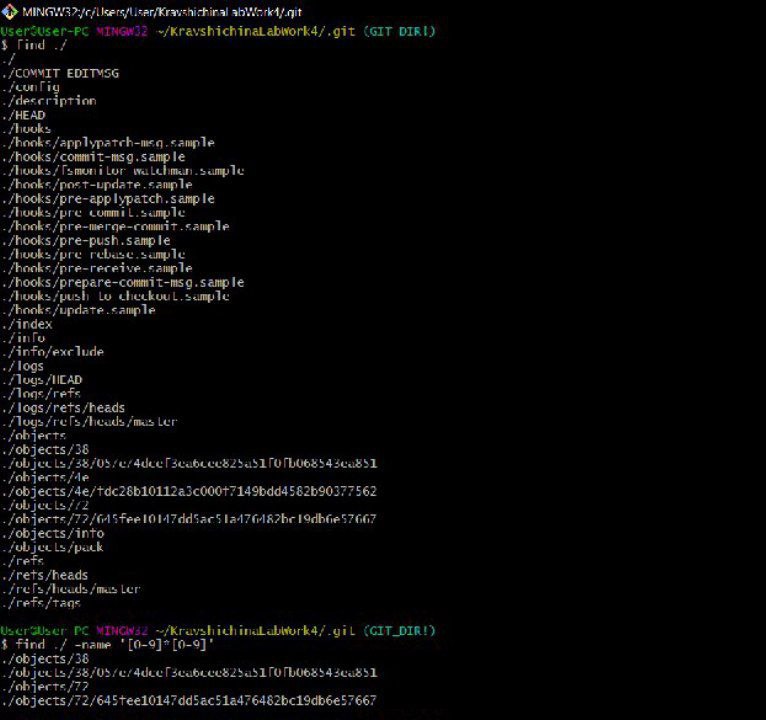 MINGW32:/c/Users/User/KravshichinaLabWork4/.git
User@User-PC MINGW32 ~/KravshichinaLabWork4/.git (GIT_DIR!)
$ find ./
./
./COMMIT_EDITMSG
./config
./description
./HEAD
./hooks
./hooks/applypatch-msg.sample
./hooks/commit-msg.sample
./hooks/fsmonitor-watchman.sample
./hooks/post-update.sample
./hooks/pre-applypatch.sample
./hooks/pre-commit.sample
./hooks/pre-merge-commit.sample
./hooks/pre-push.sample
./hooks/pre-rebase.sample
./hooks/pre-receive.sample
./hooks/prepare-commit-msg.sample
./hooks/push-to-checkout.sample
./hooks/update.sample
./index
./info
./info/exclude
./logs
./logs/HEAD
./logs/refs
./logs/refs/heads
./logs/refs/heads/master
./objects
./objects/38
./objects/38/057e74dcef3ea6cee825a51f0fb068543ea851
./objects/4e
./objects/4e/fdc28b10112a3c000f7149bdd4582b90377562
./objects/72
./objects/72/645fee10147dd5ac51a476482bc19db6e57667
./objects/info
./objects/pack
./refs
./refs/heads
./refs/heads/master
./refs/tags
User@User-PC MINGW32 ~/KravshichinaLabWork4/.git (GIT_DIR!)
$ find ./ -name '[0-9]*[0-9]'
./objects/38
./objects/38/057e74dcef3ea6cee825a51f0fb068543ea851
./objects/72
./objects/72/645fee10147dd5ac51a476482bc19db6e57667